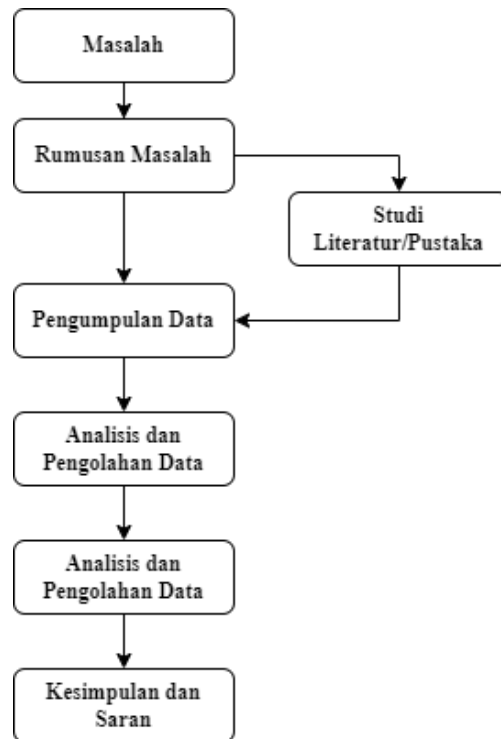 Masalah
Rumusan Masalah
Studi
Literatur/Pustaka
Pengumpulan Data
Analisis dan
Pengolahan Data
Analisis dan
Pengolahan Data
Kesimpulan dan
Saran